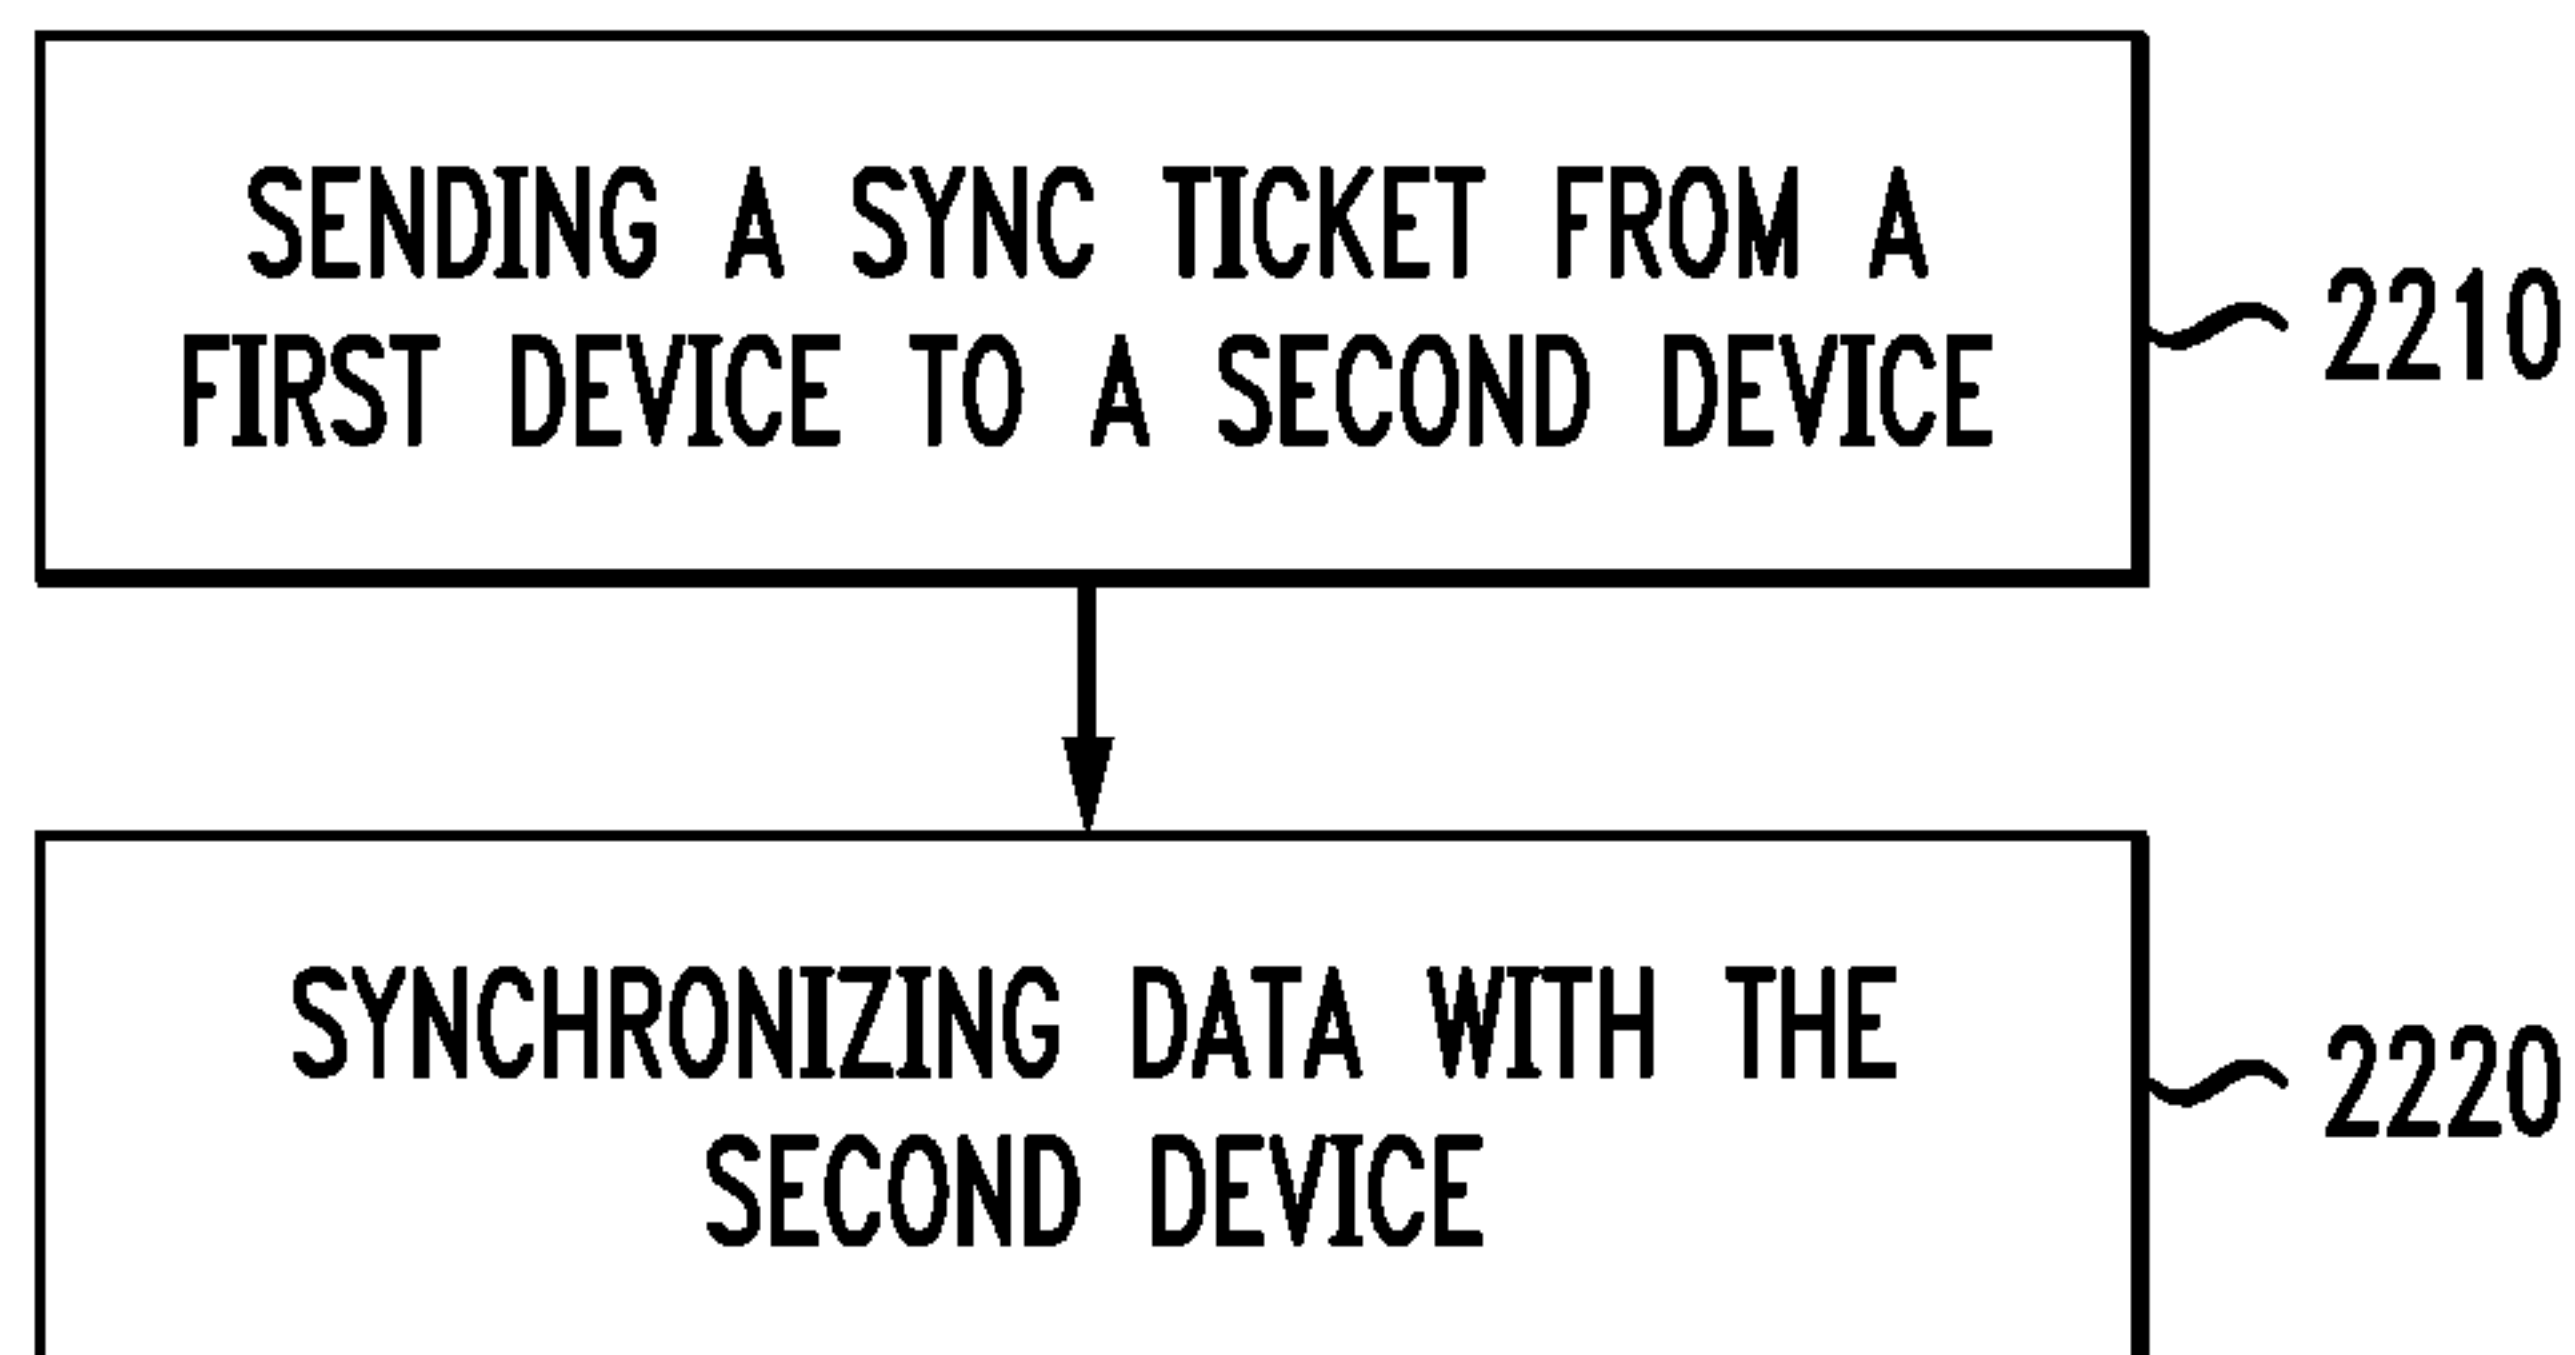 SENDING A SYNC TICKET FROM A
FIRST DEVICE TO A SECOND DEVICE
2210
SYNCHRONIZING DATA WITH THE
SECOND DEVICE
2220